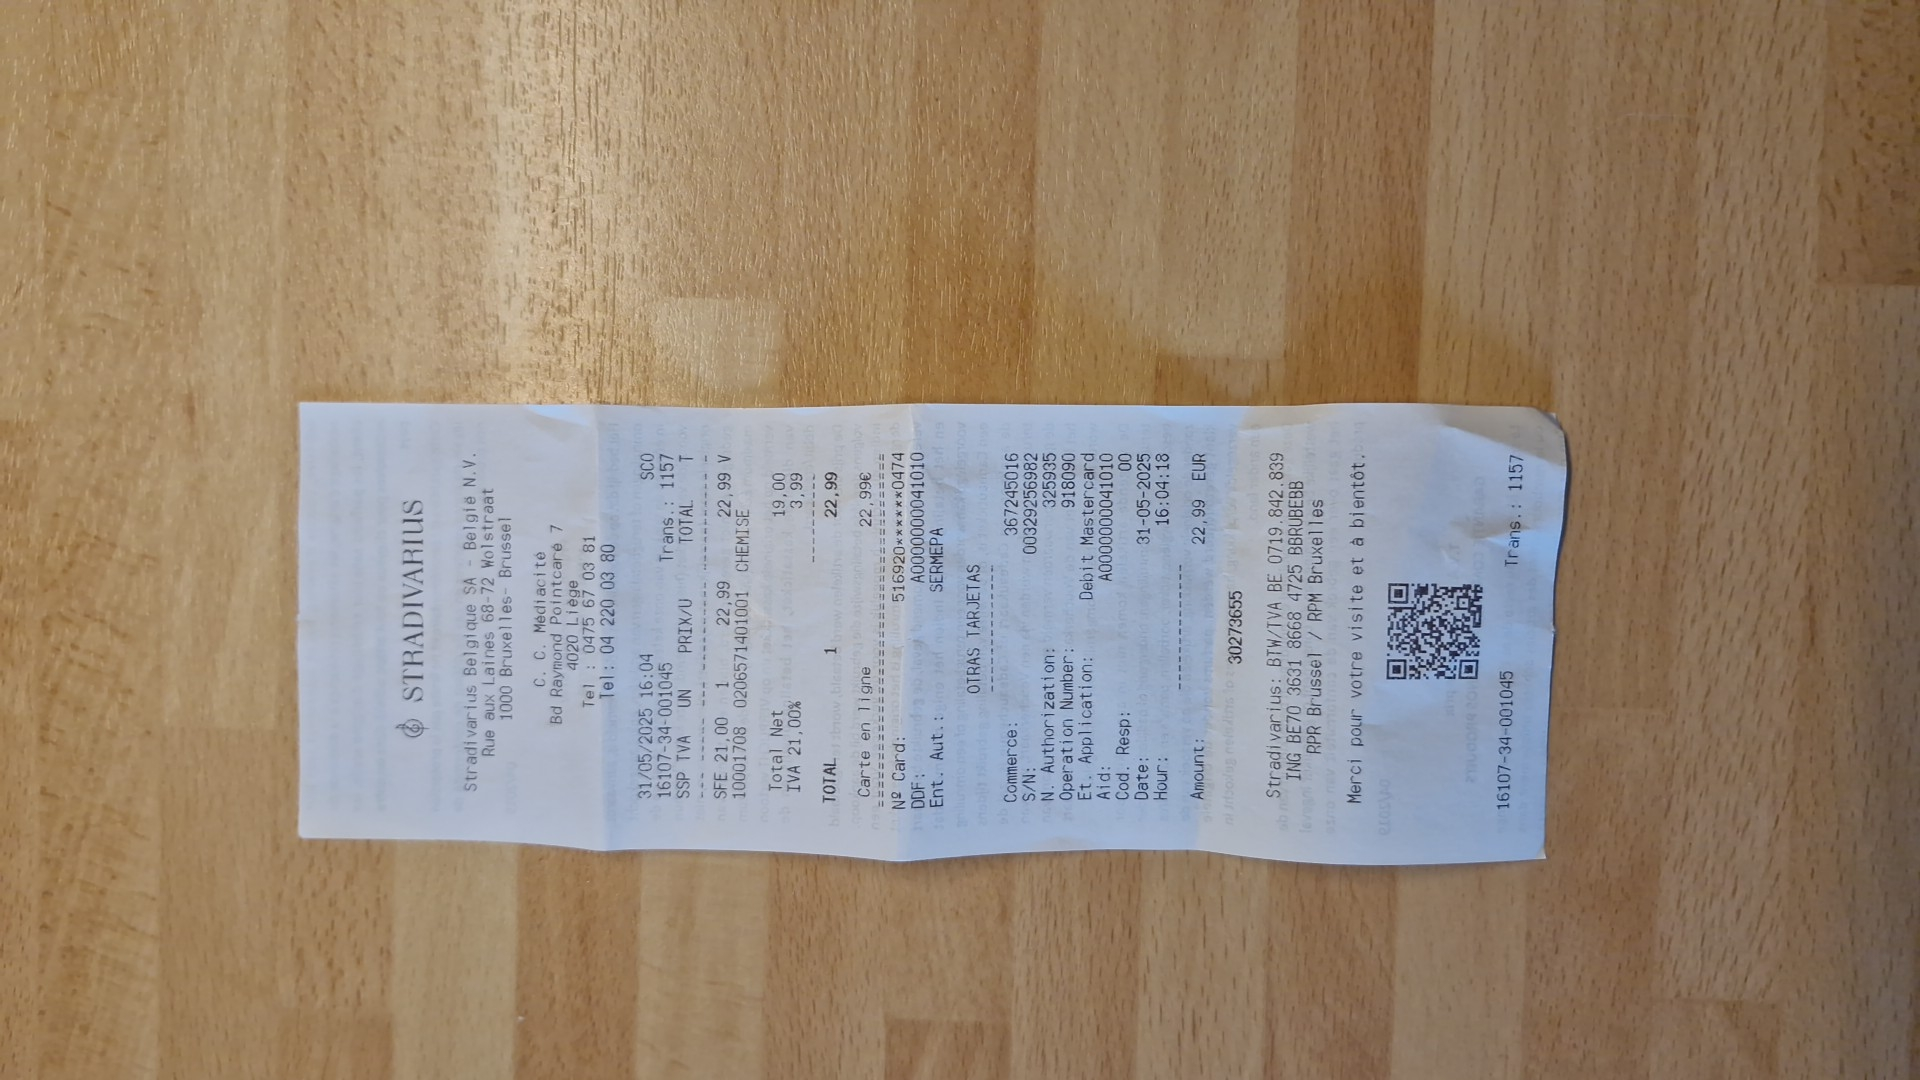 STRADIVARIUS
Stradivarius Belgique SA - België N.V.
Rue aux Laines 68-72 Wolstraat
1000 Bruxelles- Brussel
C. C. Médiacité
Bd Raymond Pointcaré 7
4020 Liège
Tel : 0475 67 03 81
Tel: 04 220 03 80
31/05/2025 16:04 SCO
16107-34-001045 Trans.: 1157
SSP TVA UN PRIX/U TOTAL T
SFE 21,00 1 22,99 22,99 V
10001708 02065714010­01 CHEMISE
Total Net 19,00
IVA 21,00% 3,99
TOTAL 1 22,99
Carte en ligne 22,99€
Nº Card: 516920******0474
DDF: A0000000041010
Ent. Aut.: SERMEPA
OTRAS TARJETAS
Commerce: 367245016
S/N: 00329256982
N. Authorization: 325935
Operation Number: 918090
Et. Application: Debit Mastercard
Aid: A0000000041010
Cod. Resp: 00
Date: 31-05-2025
Hour: 16:04:18
Amount: 22,99 EUR
30273655
Stradivarius: BTW/TVA BE 0719.842.839
ING BE70 3631 8668 4725 BBRUBEBB
RPR Brussel / RPM Bruxelles
Merci pour votre visite et à bientôt.
16107-34-001045 Trans.: 1157